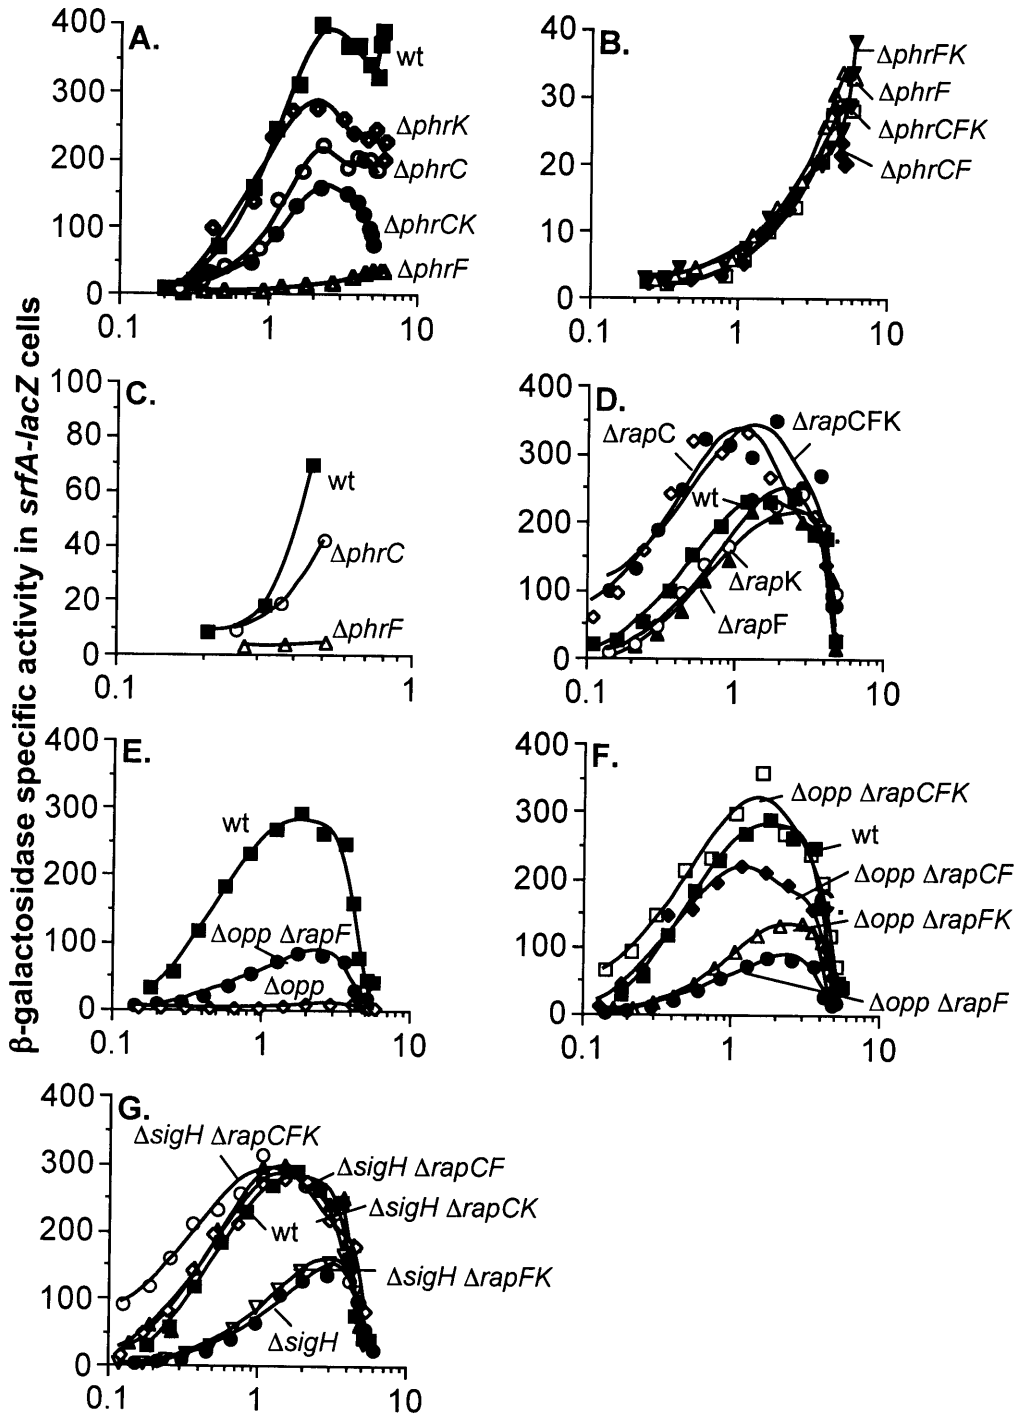 β-galactosidase specific activity in srfA-lacZ cells
A.
400
300
200
100
0
0.1 1 10
wt
ΔphrK
ΔphrC
ΔphrCK
ΔphrF
B.
40
30
20
10
0
0.1 1 10
ΔphrFK
ΔphrF
ΔphrCFK
ΔphrCF
C.
100
80
60
40
20
0
0.1 1
wt
ΔphrC
ΔphrF
D.
400
300
200
100
0
0.1 1 10
ΔrapC
ΔrapCFK
wt
ΔrapK
ΔrapF
E.
400
300
200
100
0
0.1 1 10
wt
Δopp ΔrapF
Δopp
F.
400
300
200
100
0
0.1 1 10
Δopp ΔrapCFK
wt
Δopp ΔrapCF
Δopp ΔrapFK
Δopp ΔrapF
G.
400
300
200
100
0
0.1 1 10
ΔsigH ΔrapCFK
ΔsigH ΔrapCF
ΔsigH ΔrapCK
wt
ΔsigH ΔrapFK
ΔsigH